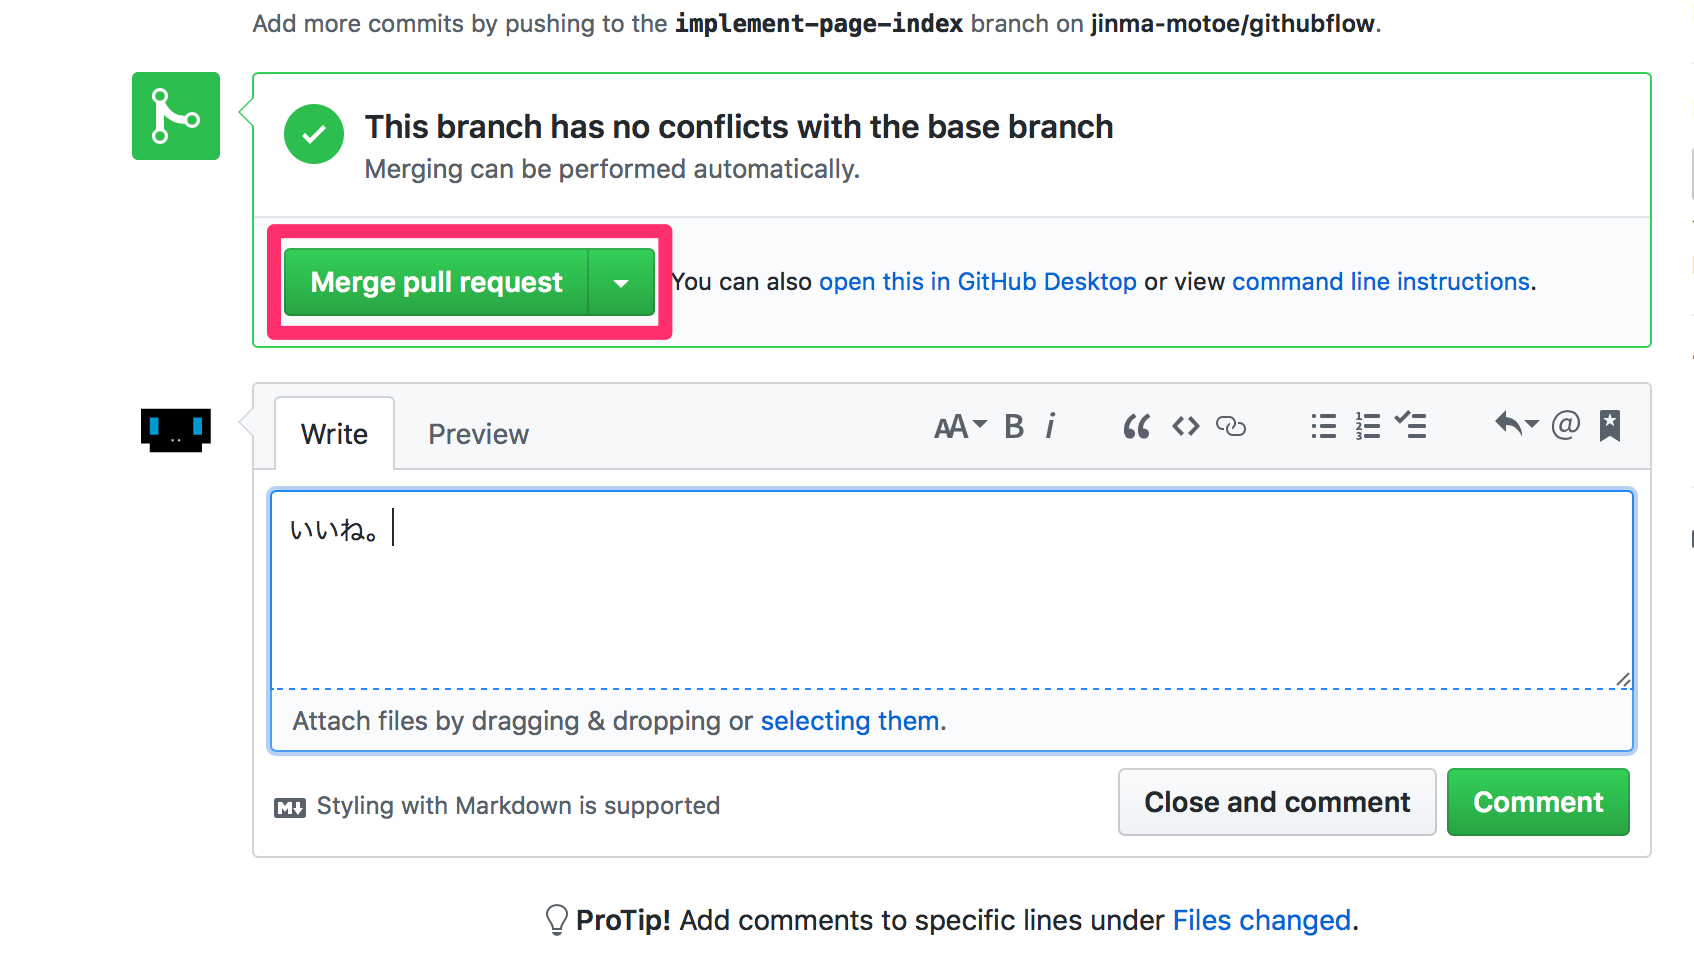 Add more commits by pushing to the implement-page-index branch on jinma-motoe/githubflow.
This branch has no conflicts with the base branch
Merging can be performed automatically.
Merge pull request You can also open this in GitHub Desktop or view command line instructions.
Write Preview AA B i “ <> @
いいね。
Attach files by dragging & dropping or selecting them.
M↓ Styling with Markdown is supported Close and comment Comment
ProTip! Add comments to specific lines under Files changed.